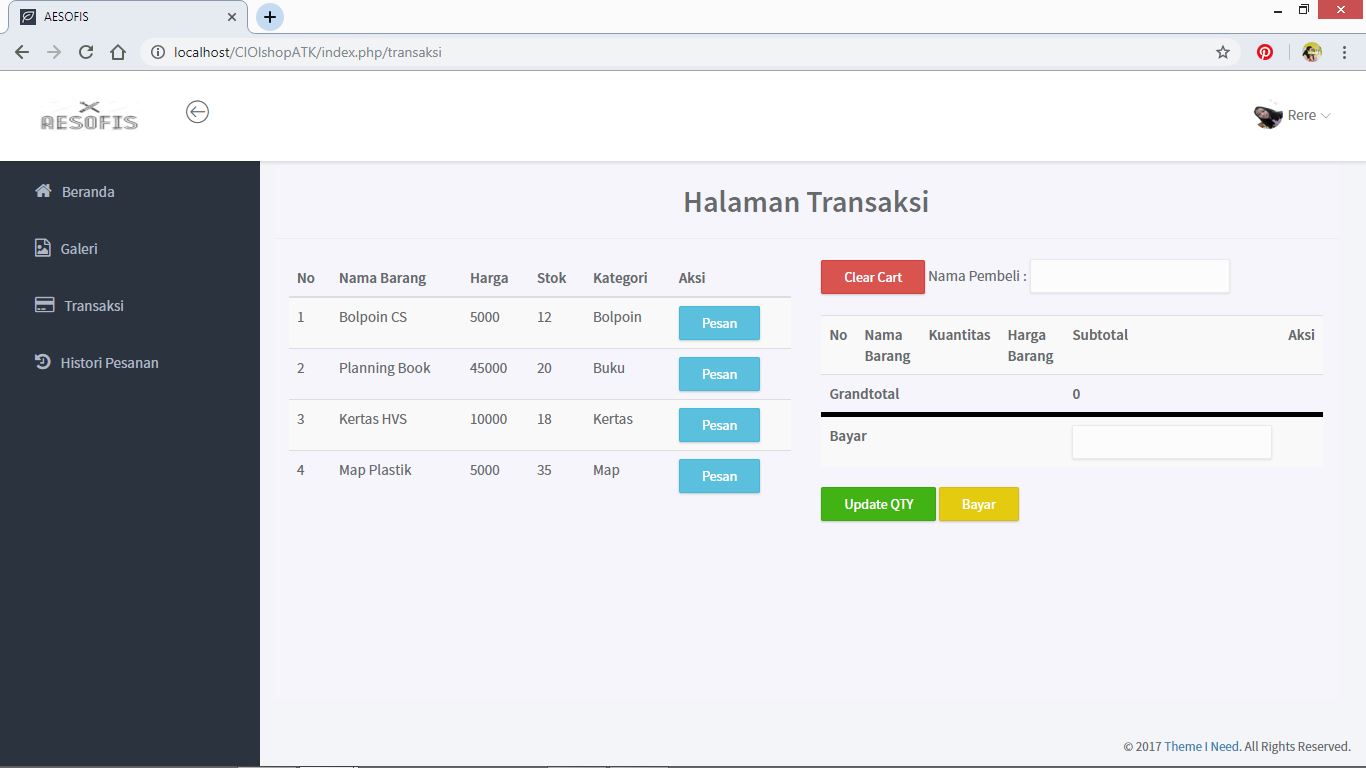 AESOFIS
localhost/CIOlshopATK/index.php/transaksi
AESOFIS
Rere
Beranda
Galeri
Transaksi
Histori Pesanan
Halaman Transaksi
No Nama Barang Harga Stok Kategori Aksi
1 Bolpoin CS 5000 12 Bolpoin Pesan
2 Planning Book 45000 20 Buku Pesan
3 Kertas HVS 10000 18 Kertas Pesan
4 Map Plastik 5000 35 Map Pesan
Clear Cart Nama Pembeli :
No Nama Kuantitas Harga Subtotal Aksi
Barang Barang
Grandtotal 0
Bayar
Update QTY Bayar
© 2017 Theme I Need. All Rights Reserved.